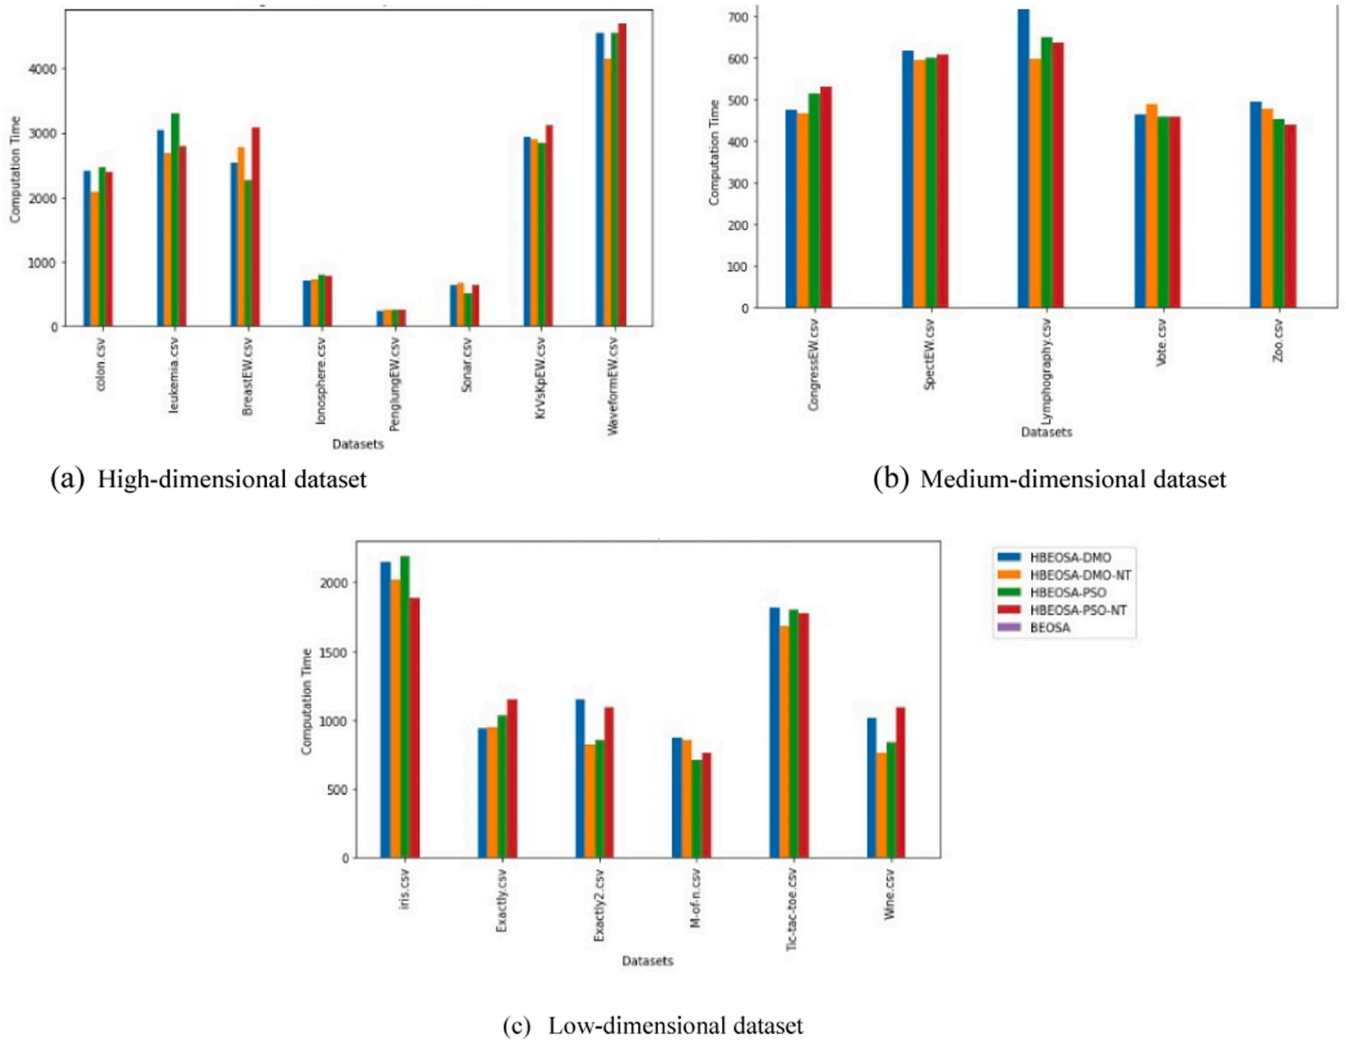 4000
3000
2000
1000
0
Computation Time
colon.csv
leukemia.csv
BreastEW.csv
Ionosphere.csv
PenglungEW.csv
Sonar.csv
KrVsKpEW.csv
WaveformEW.csv
Datasets
(a) High-dimensional dataset
700
600
500
400
300
200
100
0
Computation Time
CongressEW.csv
SpectEW.csv
Lymphography.csv
Vote.csv
Zoo.csv
Datasets
(b) Medium-dimensional dataset
2000
1500
1000
500
0
Computation Time
iris.csv
Exactly.csv
Exactly2.csv
M-of-n.csv
Tic-tac-toe.csv
Wine.csv
Datasets
HBEOSA-DMO
HBEOSA-DMO-NT
HBEOSA-PSO
HBEOSA-PSO-NT
BEOSA
(c) Low-dimensional dataset